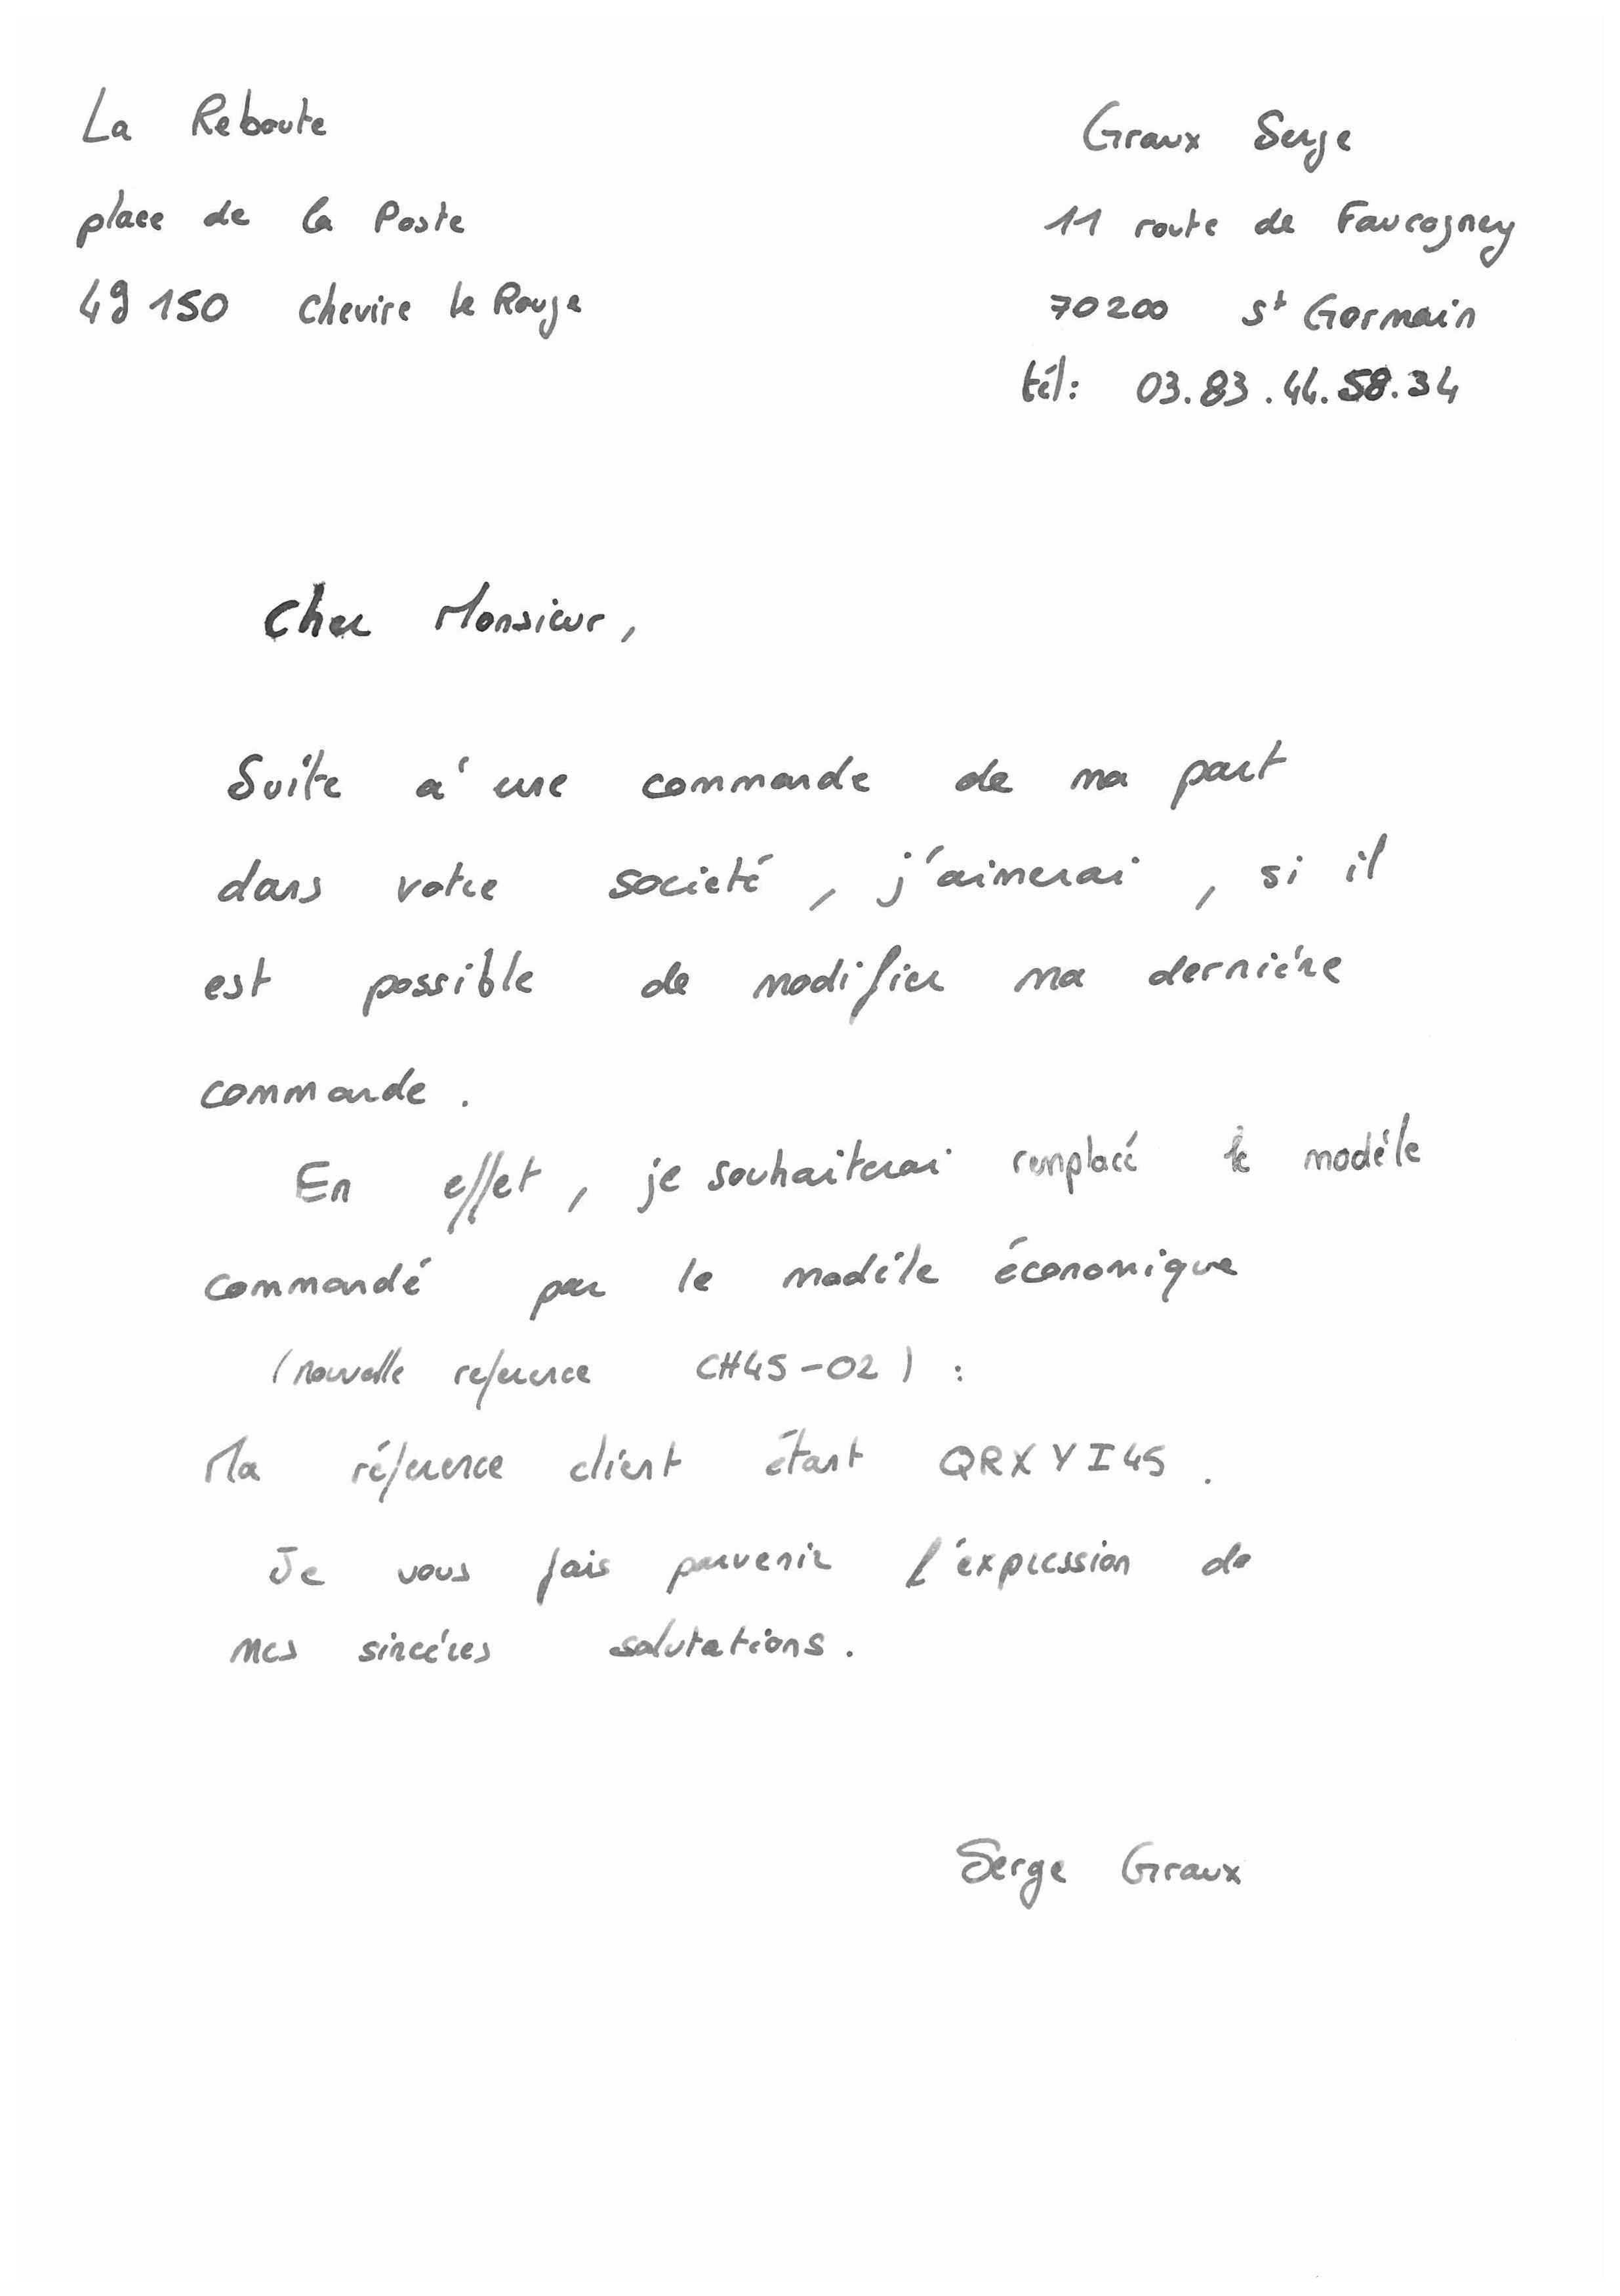 La Reboute
place de la Poste
49 150 Chevire le Rouge
Graux Serge
11 route de Faucogney
70200 St Germain
tél: 03.83.44.58.34
Cher Monsieur,
Suite à une commande de ma part
dans votre societé, j'aimerai, si il
est possible de modifier ma dernière
commande.
En effet, je souhaiterai remplacé le modèle
commandé par le modèle économique
(nouvelle reference CH45-02) :
Ma réference client étant QRXYI45.
Je vous fais parvenir l'expression de
mes sincères salutations.
Serge Graux